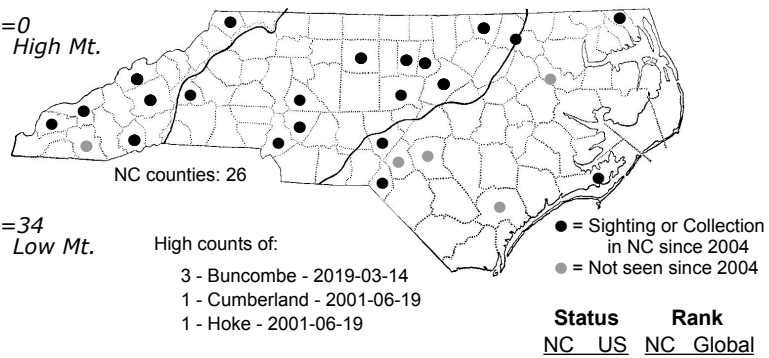 =0
High Mt.
NC counties: 26
=34
Low Mt.
High counts of:
3 - Buncombe - 2019-03-14
1 - Cumberland - 2001-06-19
1 - Hoke - 2001-06-19
= Sighting or Collection
in NC since 2004
= Not seen since 2004
Status Rank
NC US NC Global